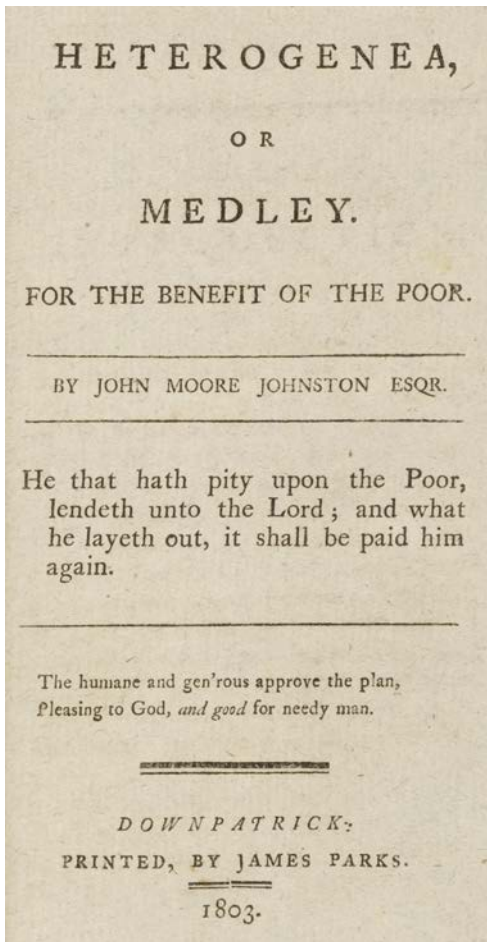 HETEROGENEA,
OR
MEDLEY.
FOR THE BENEFIT OF THE POOR.
BY JOHN MOORE JOHNSTON ESQR.
He that hath pity upon the Poor,
lendeth unto the Lord; and what
he layeth out, it shall be paid him
again.
The humane and gen'rous approve the plan,
Pleasing to God, and good for needy man.
DOWNPATRICK:
PRINTED, BY JAMES PARKS.
1803.